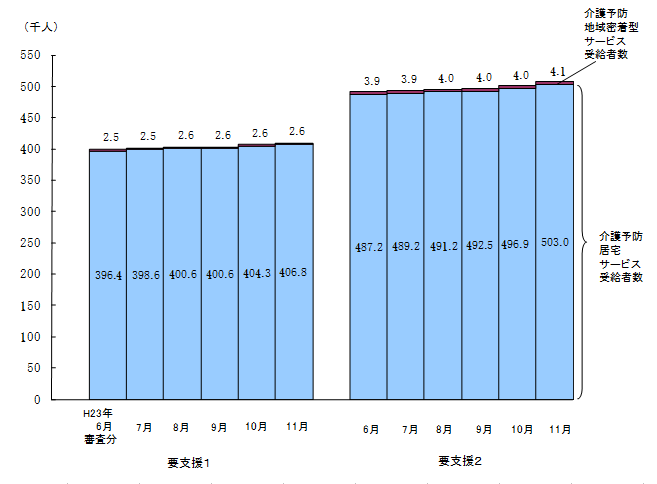 （千人）
介護予防
地域密着型
サービス
受給者数
550
500
450
400
350
300
250
200
150
100
50
0
2.5 2.5 2.6 2.6 2.6 2.6
3.9 3.9 4.0 4.0 4.0 4.1
396.4 398.6 400.6 400.6 404.3 406.8
487.2 489.2 491.2 492.5 496.9 503.0
介護予防
居宅
サービス
受給者数
H23年
6月 7月 8月 9月 10月 11月
審査分
6月 7月 8月 9月 10月 11月
要支援1
要支援2